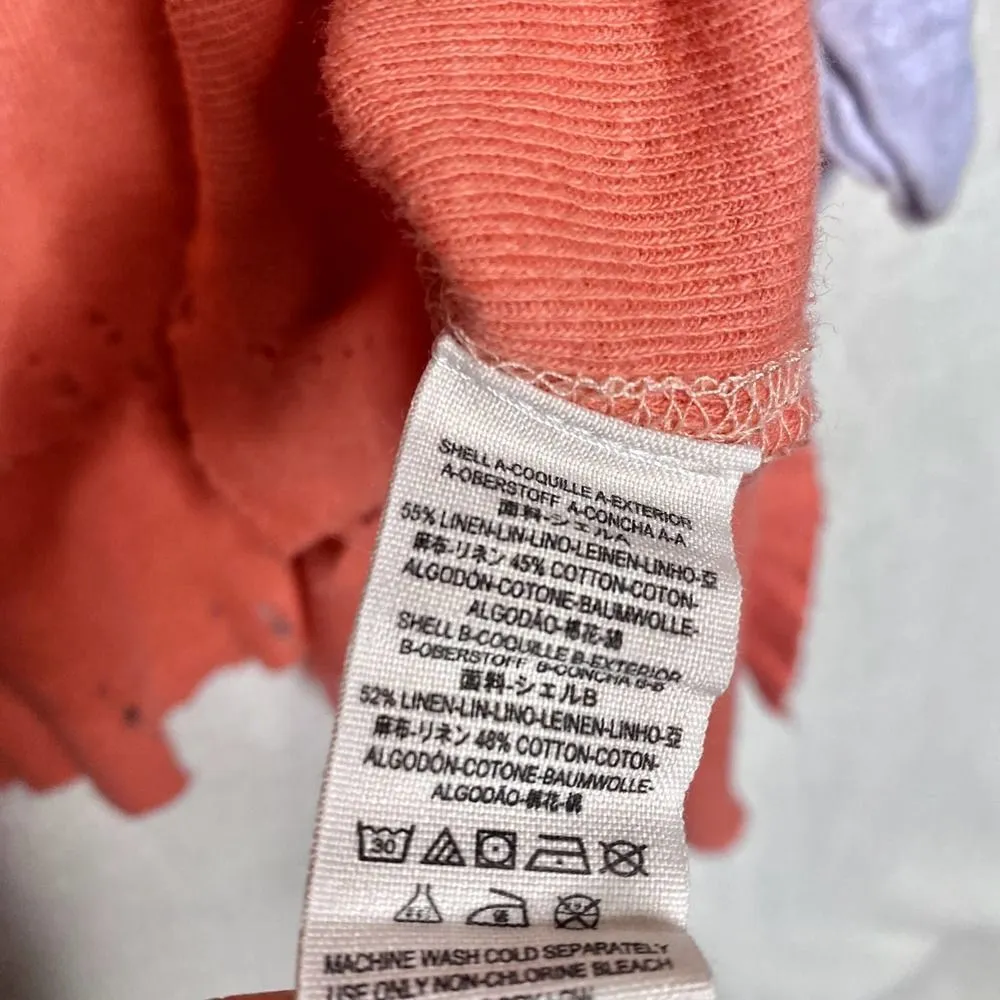 SHELL A-COQUILLE A-EXTERIOR
A-OBERSTOFF A-CONCHA A-A
面料-シェルA
55% LINEN-LIN-LINO-LEINEN-LINHO-亞
麻布-リネン 45% COTTON-COTON-
ALGODÓN-COTONE-BAUMWOLLE-
ALGODÃO-棉花-綿
SHELL B-COQUILLE B-EXTERIOR
B-OBERSTOFF B-CONCHA B-B
面料-シェルB
52% LINEN-LIN-LINO-LEINEN-LINHO-亞
麻布-リネン 48% COTTON-COTON-
ALGODÓN-COTONE-BAUMWOLLE-
ALGODÃO-棉花-綿
30
MACHINE WASH COLD SEPARATELY
USE ONLY NON-CHLORINE BLEACH